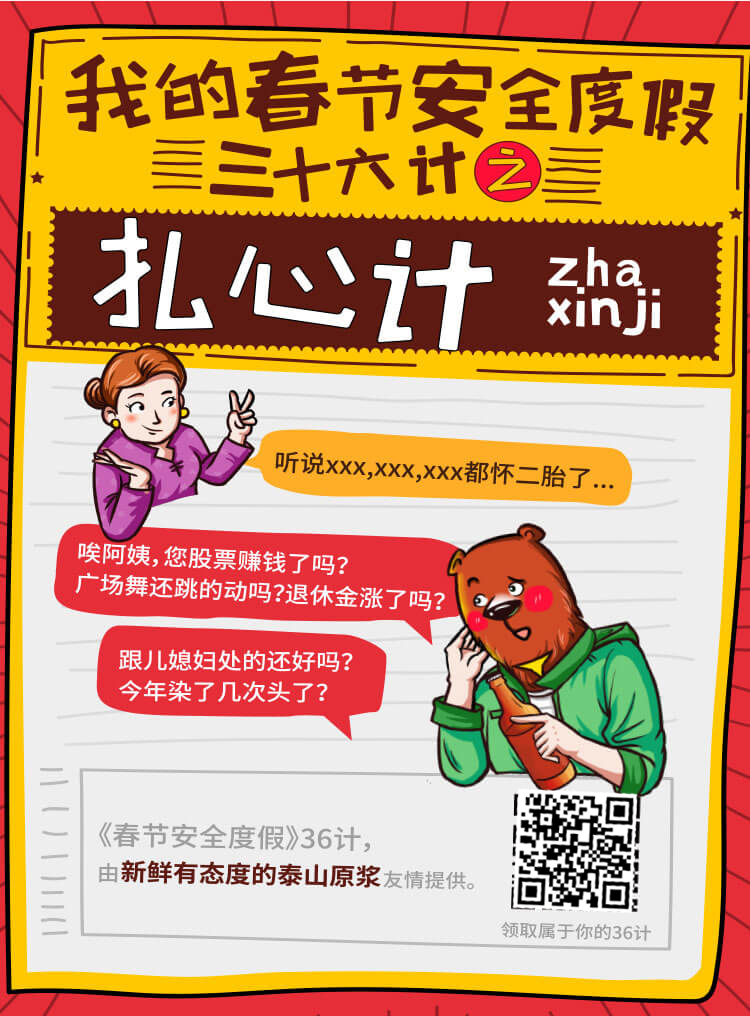 我的春节安全度假
三十六计之
扎心计
zha
xinji
听说xxx,xxx,xxx都怀二胎了...
唉阿姨,您股票赚钱了吗?
广场舞还跳的动吗?退休金涨了吗?
跟儿媳妇处的还好吗?
今年染了几次头了?
《春节安全度假》36计,
由新鲜有态度的泰山原浆友情提供。
领取属于你的36计